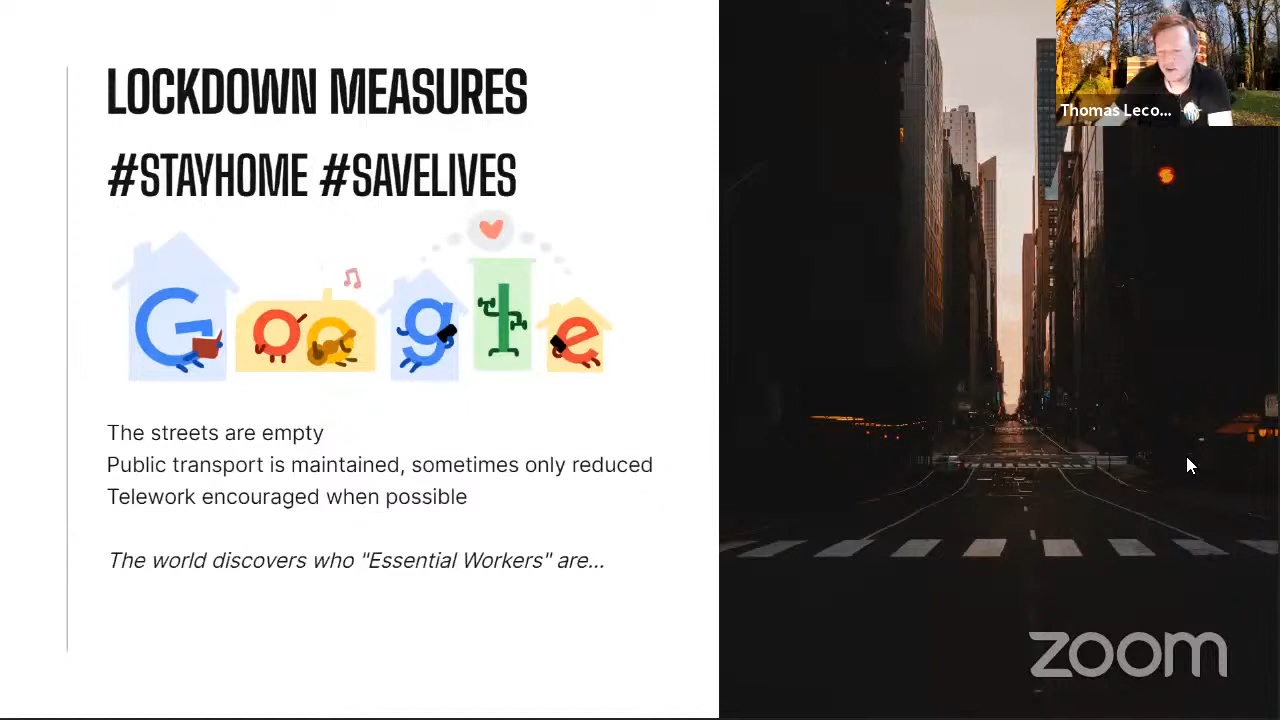 LOCKDOWN MEASURES
#STAYHOME #SAVELIVES
Google
The streets are empty
Public transport is maintained, sometimes only reduced
Telework encouraged when possible
The world discovers who "Essential Workers" are...
Thomas Leco...
zoom